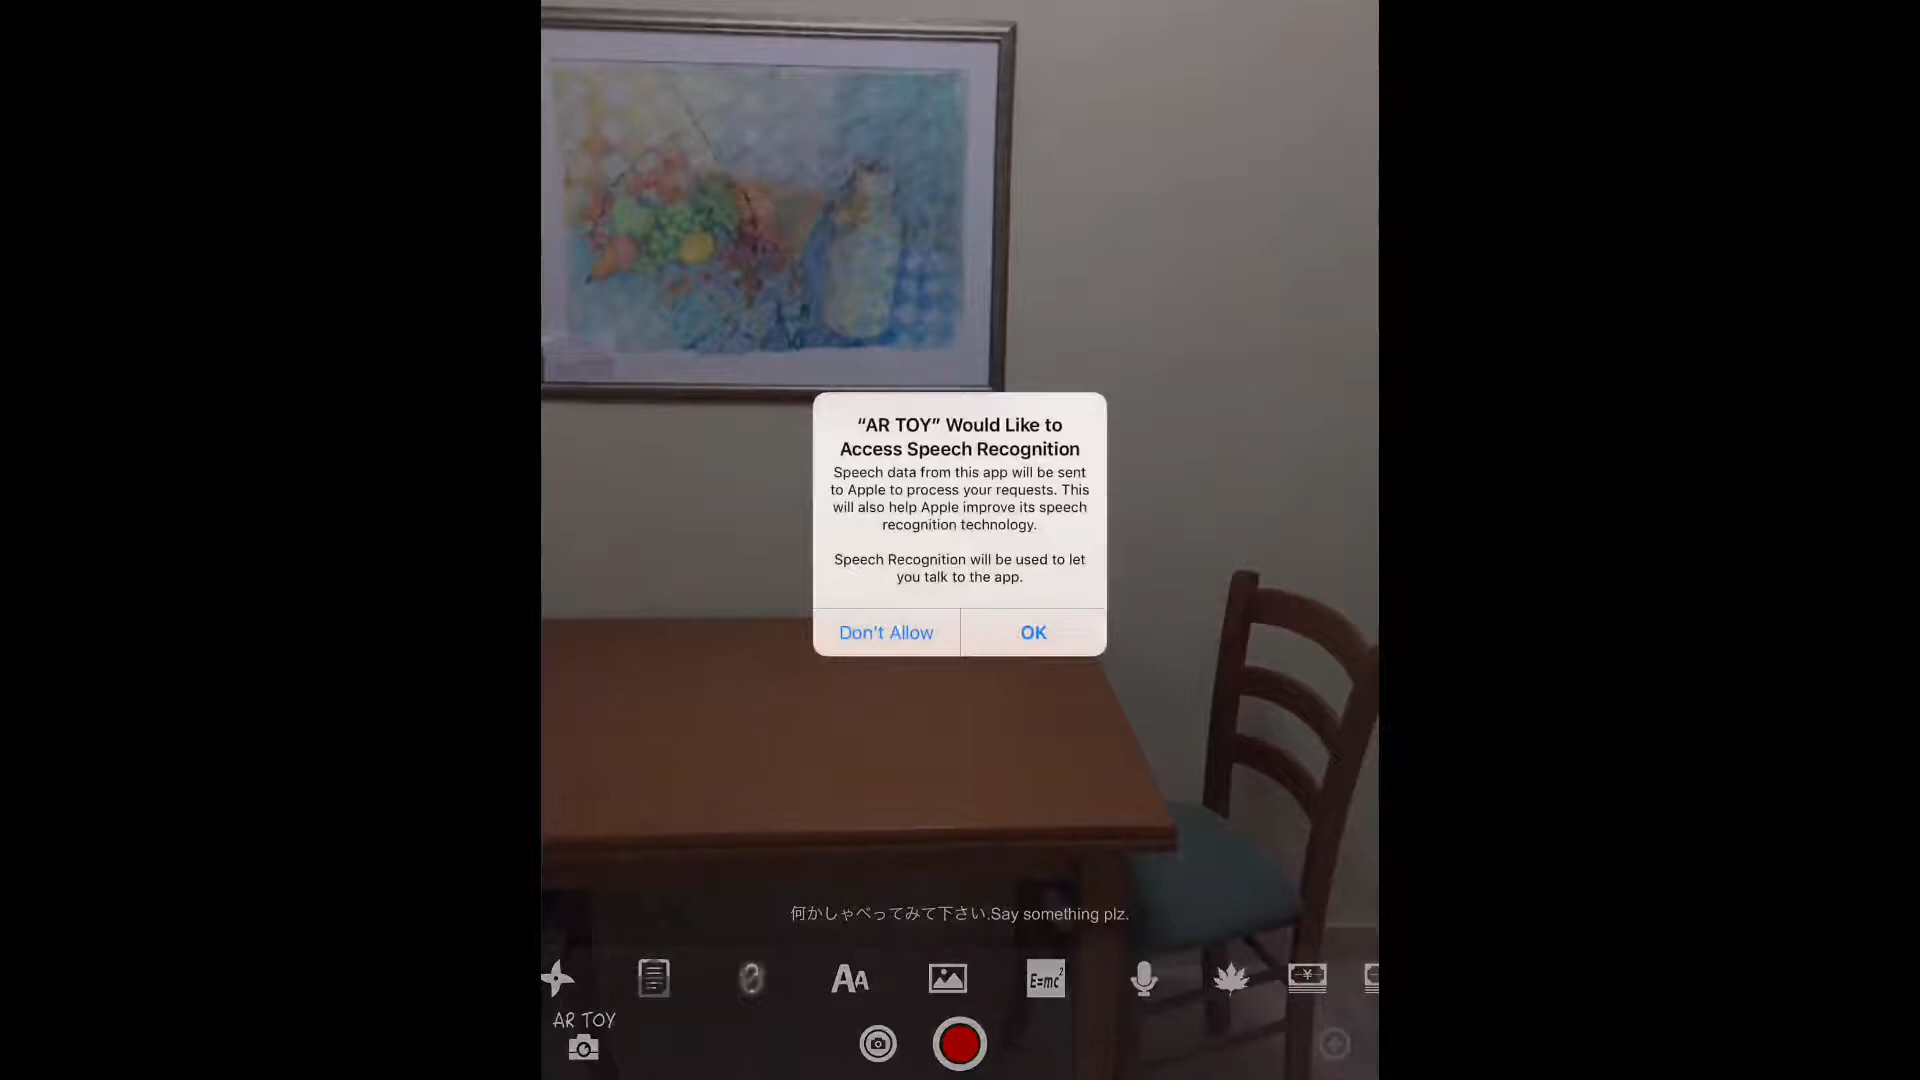 “AR TOY” Would Like to
Access Speech Recognition
Speech data from this app will be sent
to Apple to process your requests. This
will also help Apple improve its speech
recognition technology.
Speech Recognition will be used to let
you talk to the app.
Don't Allow
OK
何かしゃべってみて下さい.Say something plz.
AA
E=mc²
¥
AR TOY